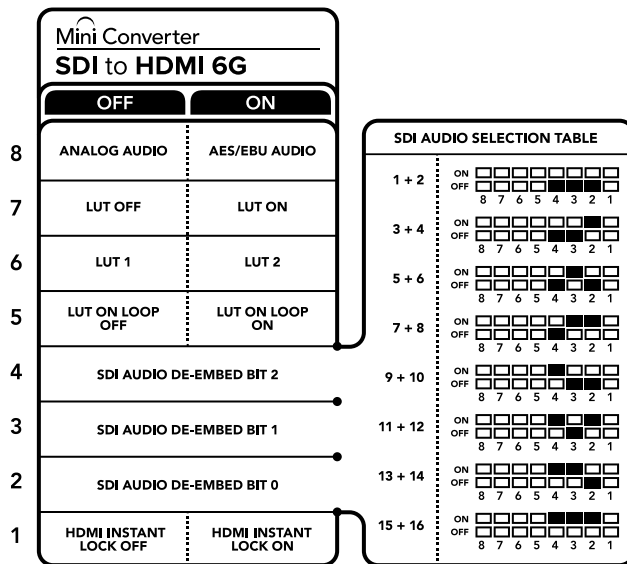 Mini Converter
SDI to HDMI 6G
OFF ON
8 ANALOG AUDIO AES/EBU AUDIO
7 LUT OFF LUT ON
6 LUT 1 LUT 2
5 LUT ON LOOP OFF LUT ON LOOP ON
4 SDI AUDIO DE-EMBED BIT 2
3 SDI AUDIO DE-EMBED BIT 1
2 SDI AUDIO DE-EMBED BIT 0
1 HDMI INSTANT LOCK OFF HDMI INSTANT LOCK ON
SDI AUDIO SELECTION TABLE
1 + 2 ON
OFF
8 7 6 5 4 3 2 1
3 + 4 ON
OFF
8 7 6 5 4 3 2 1
5 + 6 ON
OFF
8 7 6 5 4 3 2 1
7 + 8 ON
OFF
8 7 6 5 4 3 2 1
9 + 10 ON
OFF
8 7 6 5 4 3 2 1
11 + 12 ON
OFF
8 7 6 5 4 3 2 1
13 + 14 ON
OFF
8 7 6 5 4 3 2 1
15 + 16 ON
OFF
8 7 6 5 4 3 2 1